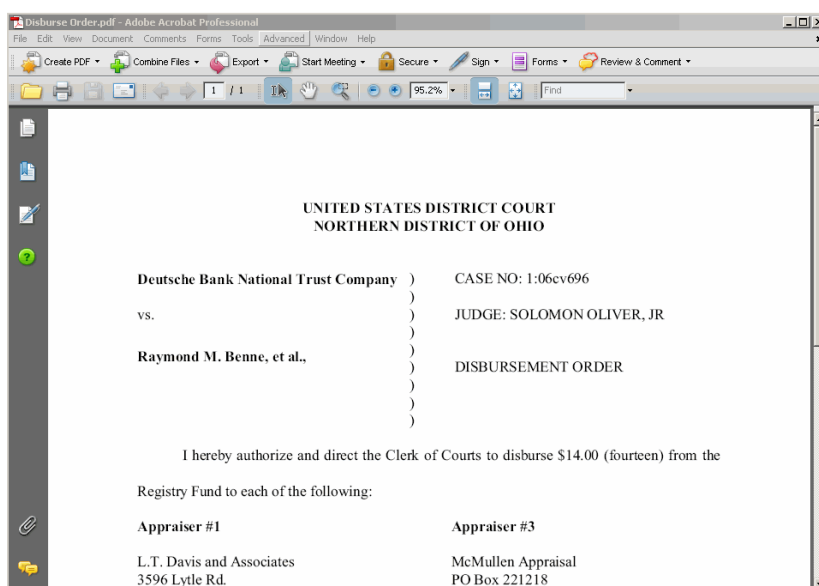 Disburse Order.pdf - Adobe Acrobat Professional
File Edit View Document Comments Forms Tools Advanced Window Help
Create PDF Combine Files Export Start Meeting Secure Sign Forms Review & Comment
1 / 1 95.2% Find
UNITED STATES DISTRICT COURT
NORTHERN DISTRICT OF OHIO
Deutsche Bank National Trust Company ) CASE NO: 1:06cv696
)
vs. ) JUDGE: SOLOMON OLIVER, JR
)
Raymond M. Benne, et al., )
) DISBURSEMENT ORDER
)
)
)
I hereby authorize and direct the Clerk of Courts to disburse $14.00 (fourteen) from the
Registry Fund to each of the following:
Appraiser #1 Appraiser #3
L.T. Davis and Associates McMullen Appraisal
3596 Lytle Rd. PO Box 221218